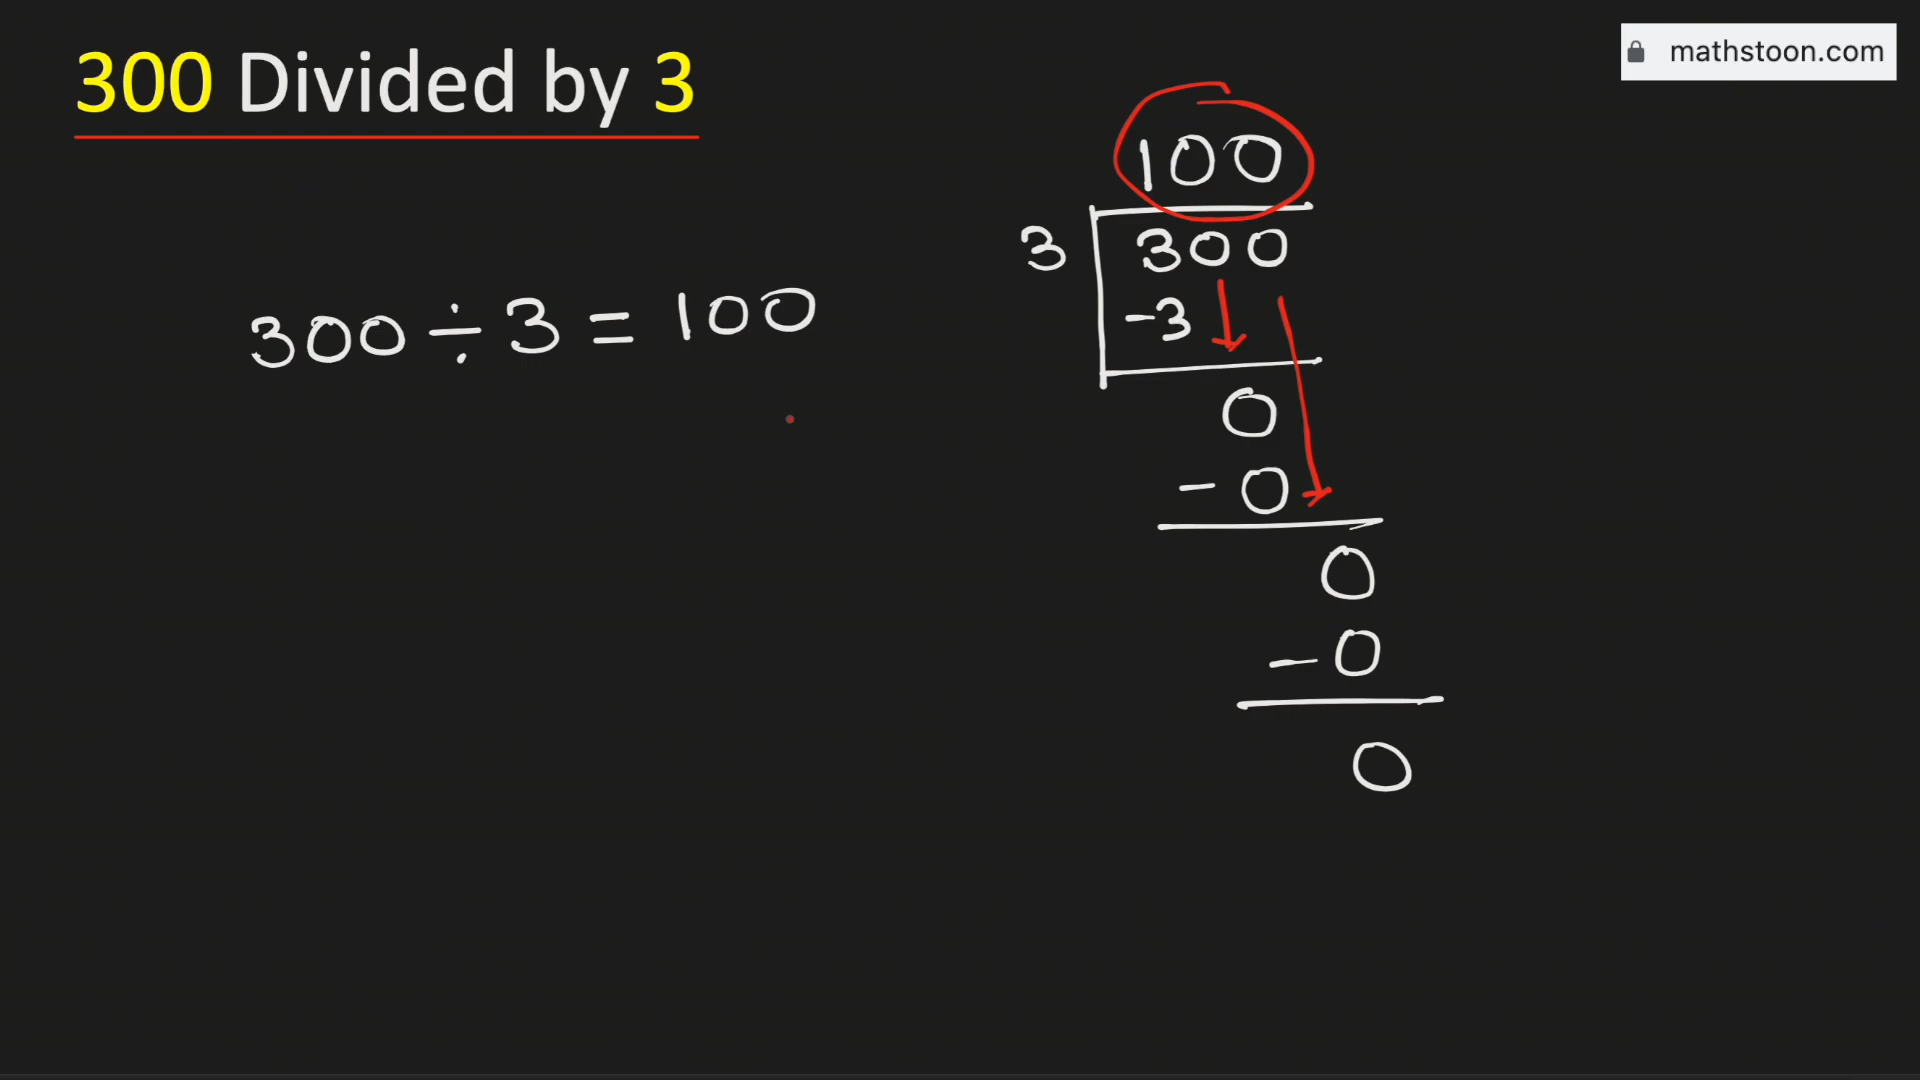 300 Divided by 3
mathstoon.com
300 ÷ 3 = 100
100
3 300
-3
0
- 0
0
- 0
0